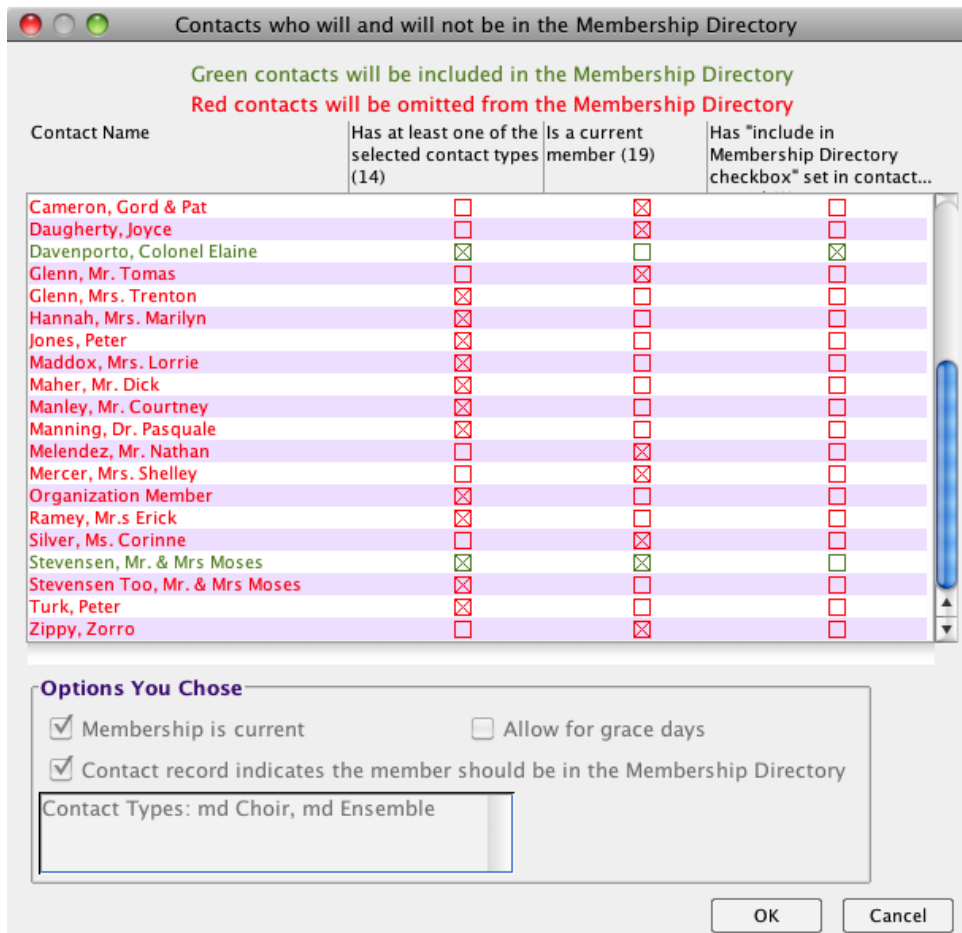 Contacts who will and will not be in the Membership Directory
Green contacts will be included in the Membership Directory
Red contacts will be omitted from the Membership Directory
Contact Name
Has at least one of the
selected contact types
(14)
Is a current
member (19)
Has "include in
Membership Directory
checkbox" set in contact...
Cameron, Gord & Pat
Daugherty, Joyce
Davenporto, Colonel Elaine
Glenn, Mr. Tomas
Glenn, Mrs. Trenton
Hannah, Mrs. Marilyn
Jones, Peter
Maddox, Mrs. Lorrie
Maher, Mr. Dick
Manley, Mr. Courtney
Manning, Dr. Pasquale
Melendez, Mr. Nathan
Mercer, Mrs. Shelley
Organization Member
Ramey, Mr.s Erick
Silver, Ms. Corinne
Stevensen, Mr. & Mrs Moses
Stevensen Too, Mr. & Mrs Moses
Turk, Peter
Zippy, Zorro
Options You Chose
Membership is current
Allow for grace days
Contact record indicates the member should be in the Membership Directory
Contact Types: md Choir, md Ensemble
OK
Cancel